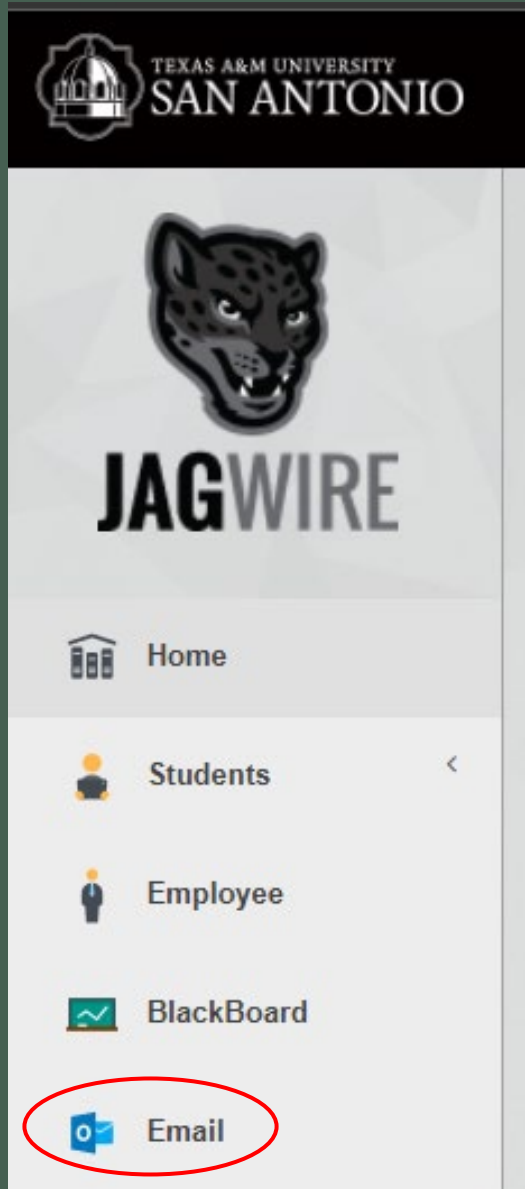 TEXAS A&M UNIVERSITY
SAN ANTONIO
JAGWIRE
Home
Students
Employee
BlackBoard
Email